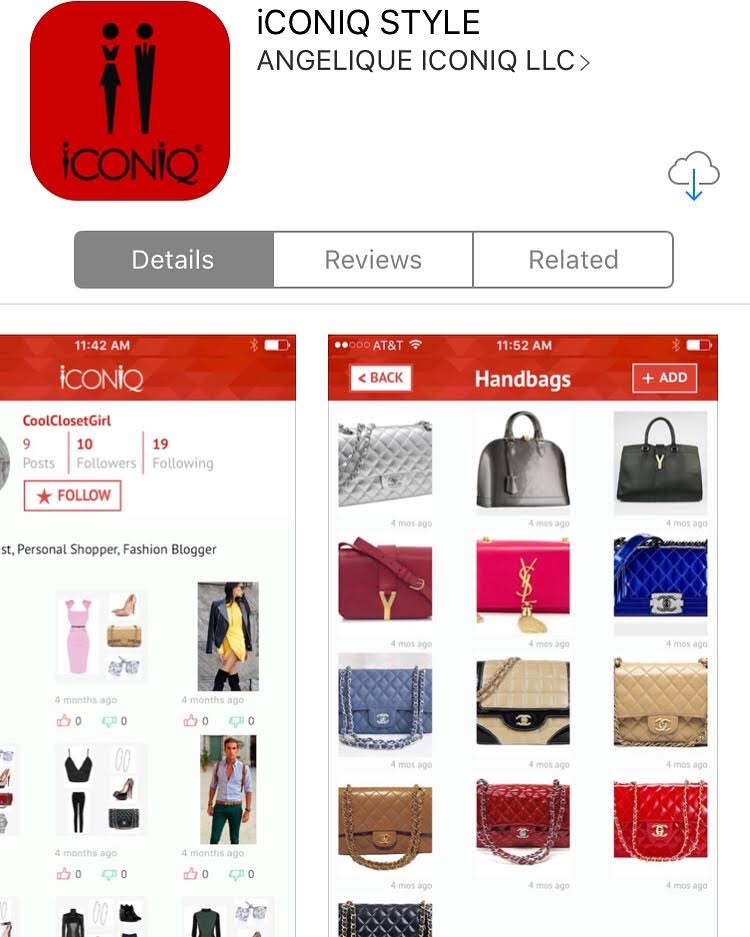 iCONIQ STYLE
ANGELIQUE ICONIQ LLC >
iCONiQ®
Details
Reviews
Related
11:42 AM
iCONiQ
CoolClosetGirl
9
10
19
Posts
Followers
Following
★ FOLLOW
st, Personal Shopper, Fashion Blogger
4 months ago
4 months ago
0
0
0
0
4 months ago
4 months ago
0
0
0
0
AT&T
11:52 AM
< BACK
Handbags
+ ADD
4 mos ago
4 mos ago
4 mos ago
Y
Y
YSL
4 mos ago
4 mos ago
4 mos ago
4 mos ago
4 mos ago
4 mos ago
4 mos ago
4 mos ago
4 mos ago